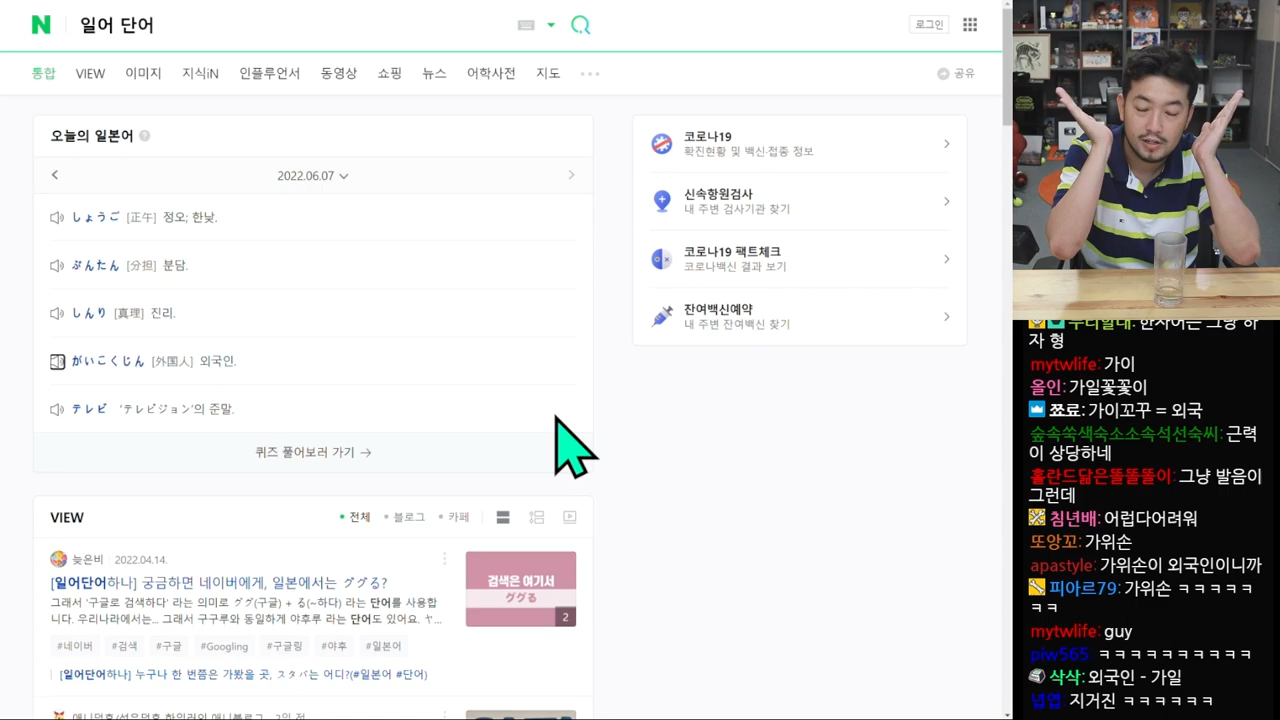 N
일어 단어
로그인
통합 VIEW 이미지 지식iN 인플루언서 동영상 쇼핑 뉴스 어학사전 지도
공유
오늘의 일본어
2022.06.07
しょうご [正午] 정오; 한낮.
ぶんたん [分担] 분담.
しんり [真理] 진리.
がいこくじん [外国人] 외국인.
テレビ 'テレビジョン'의 준말.
퀴즈 풀어보러 가기 →
코로나19
확진현황 및 백신·접종 정보
신속항원검사
내 주변 검사기관 찾기
코로나19 팩트체크
코로나백신 결과 보기
잔여백신예약
내 주변 잔여백신 찾기
VIEW
전체 블로그 카페
늦은비 2022.04.14.
[일어단어하나] 궁금하면 네이버에게, 일본에서는 ググる?
그래서 '구글로 검색하다' 라는 의미로 ググ(구글) + る(~하다) 라는 단어를 사용합
니다. 우리나라에서는... 그래서 구구루와 동일하게 야후루 라는 단어도 있어요. ヤ...
#네이버 #검색 #구글 #Googling #구글링 #야후 #일본어
[일어단어하나] 누구나 한 번쯤은 가봤을 곳, スタバ는 어디?(#일본어 #단어)
검색은 여기서
ググる
2
우리할래: 한자어는 그냥 하
자 형
mytwlife: 가이
올인: 가일꽃꽃이
쪼료: 가이꼬꾸 = 외국
숲속쑥색숙소소속석선숙씨: 근력
이 상당하네
홀란드닮은똘똘똘이: 그냥 발음이
그런데
침년배: 어럽다어려워
또앙꼬: 가위손
apastyle: 가위손이 외국인이니까
피아르79: 가위손 ㅋㅋㅋㅋㅋ
ㅋㅋ
mytwlife: guy
piw565: ㅋㅋㅋㅋㅋㅋㅋㅋㅋㅋ
삭삭: 외국인 - 가일
넙엽: 지거진 ㅋㅋㅋㅋㅋㅋ